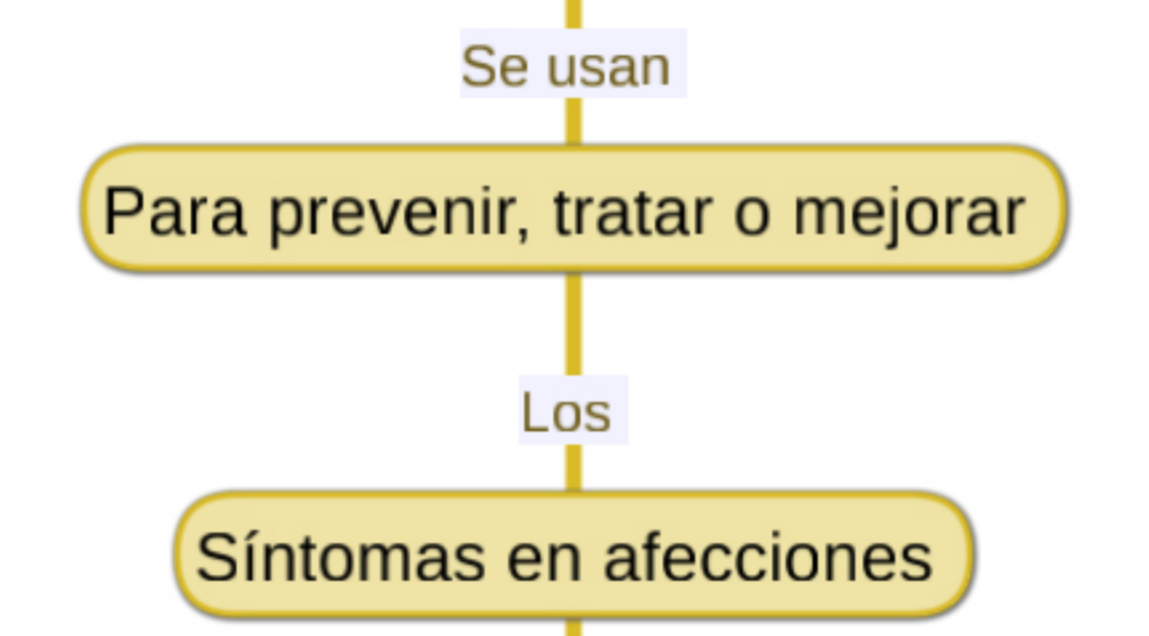 Se usan
Para prevenir, tratar o mejorar
Los
Síntomas en afecciones